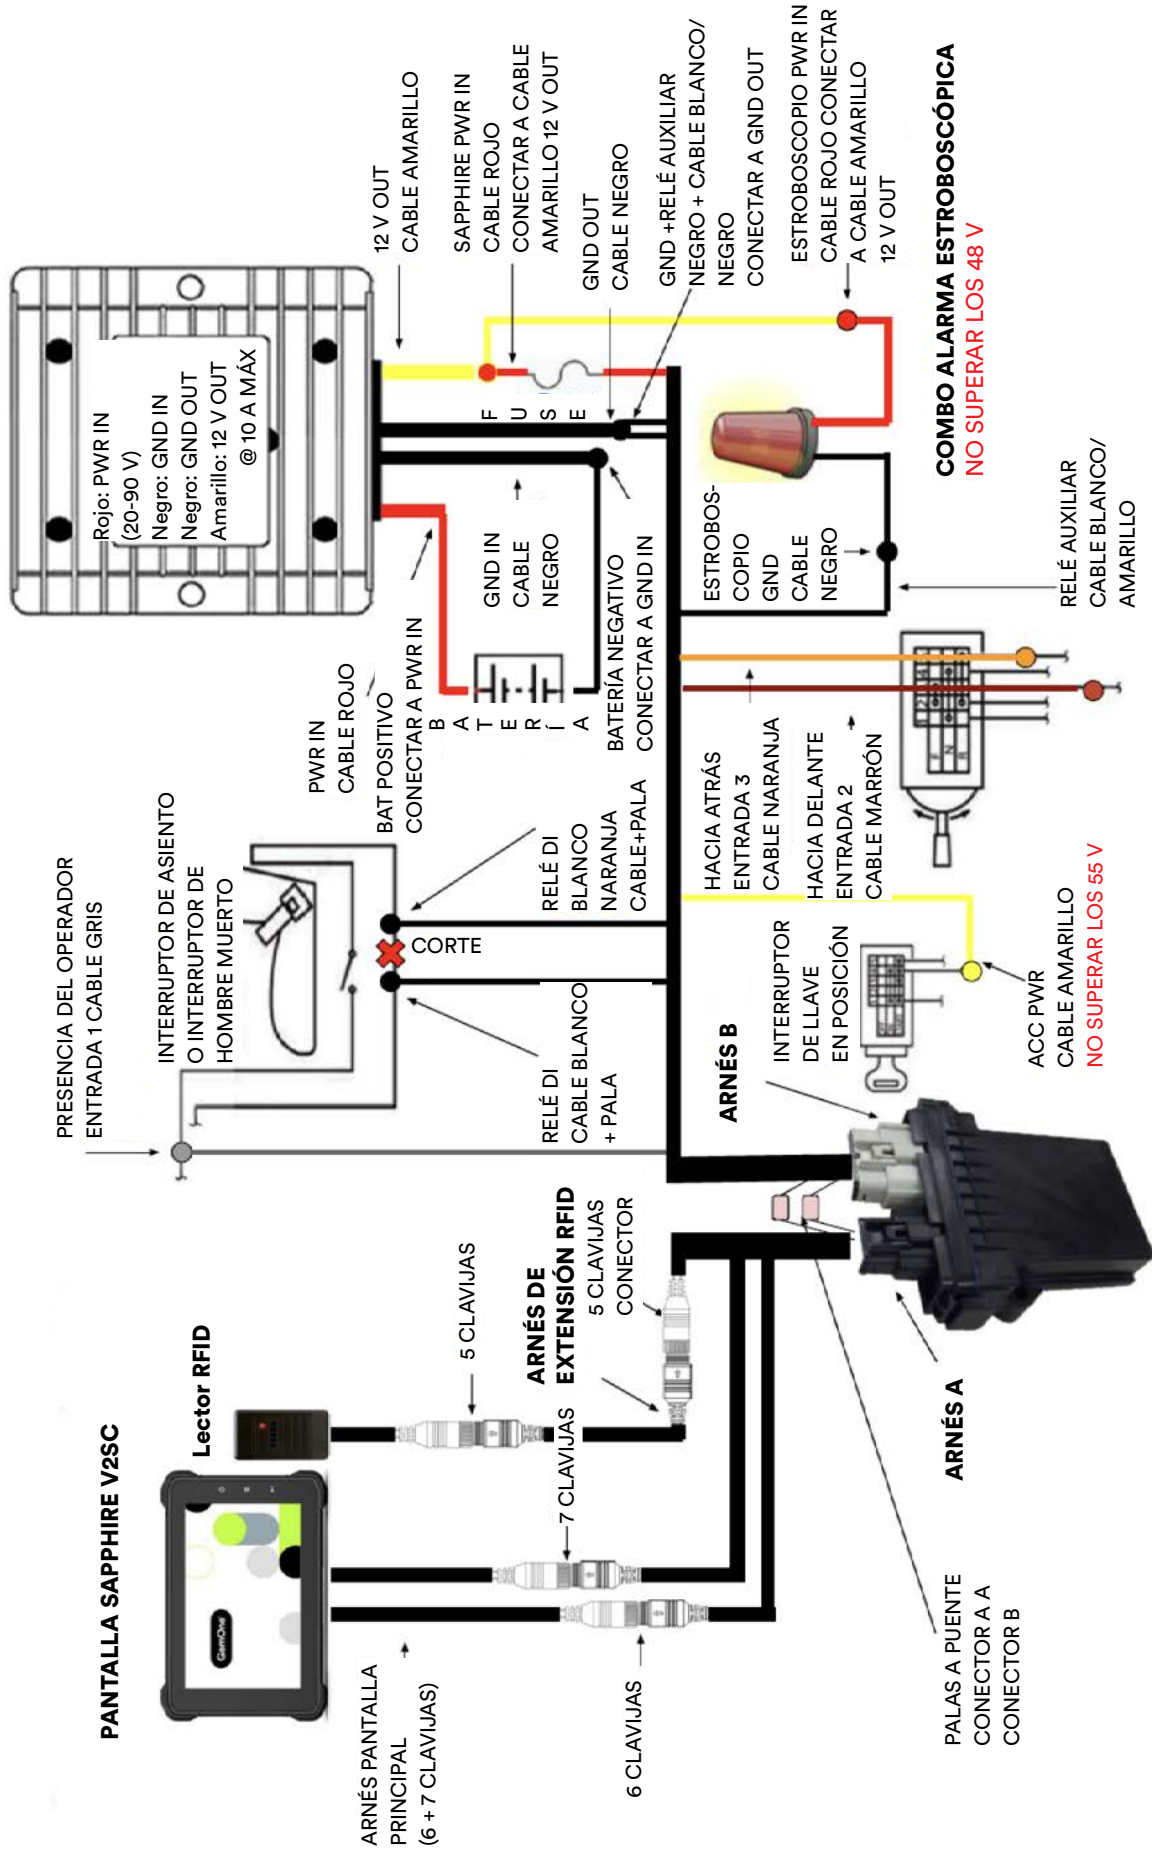 PANTALLA SAPPHIRE V2SC
GemOne
Lector RFID
ARNÉS PANTALLA
PRINCIPAL
(6 + 7 CLAVIJAS)
5 CLAVIJAS
7 CLAVIJAS
6 CLAVIJAS
ARNÉS DE
EXTENSIÓN RFID
5 CLAVIJAS
CONECTOR
PALAS A PUENTE
CONECTOR A A
CONECTOR B
ARNÉS A
ARNÉS B
PRESENCIA DEL OPERADOR
ENTRADA 1 CABLE GRIS
INTERRUPTOR DE ASIENTO
O INTERRUPTOR DE
HOMBRE MUERTO
CORTE
RELÉ DI
CABLE BLANCO
+ PALA
RELÉ DI
BLANCO
NARANJA
CABLE+PALA
INTERRUPTOR
DE LLAVE
EN POSICIÓN
ACC PWR
CABLE AMARILLO
NO SUPERAR LOS 55 V
HACIA ATRÁS
ENTRADA 3
CABLE NARANJA
HACIA DELANTE
ENTRADA 2
CABLE MARRÓN
F
N
R
PWR IN
CABLE ROJO
BAT POSITIVO
CONECTAR A PWR IN
BATERÍA
GND IN
CABLE
NEGRO
BATERÍA NEGATIVO
CONECTAR A GND IN
Rojo: PWR IN
(20-90 V)
Negro: GND IN
Negro: GND OUT
Amarillo: 12 V OUT
@ 10 A MÁX
FUSE
12 V OUT
CABLE AMARILLO
SAPPHIRE PWR IN
CABLE ROJO
CONECTAR A CABLE
AMARILLO 12 V OUT
GND OUT
CABLE NEGRO
GND +RELÉ AUXILIAR
NEGRO + CABLE BLANCO/
NEGRO
CONECTAR A GND OUT
ESTROBOSCOPIO PWR IN
CABLE ROJO CONECTAR
A CABLE AMARILLO
12 V OUT
ESTROBOS-
COPIO
GND
CABLE
NEGRO
COMBO ALARMA ESTROBOSCÓPICA
NO SUPERAR LOS 48 V
RELÉ AUXILIAR
CABLE BLANCO/
AMARILLO